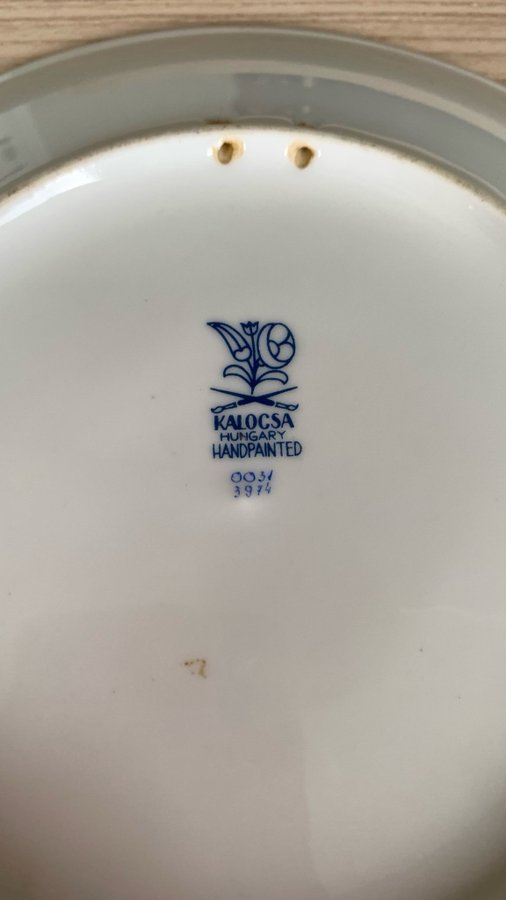 KALOCSA
HUNGARY
HANDPAINTED
0031
3974